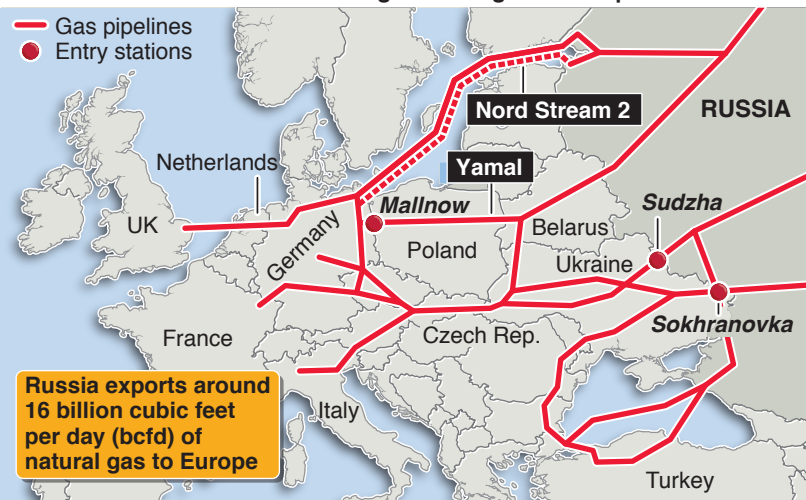 Gas pipelines
Entry stations
Nord Stream 2
RUSSIA
Netherlands
Yamal
Mallnow
Sudzha
UK
Germany
Poland
Belarus
Ukraine
France
Czech Rep.
Sokhranovka
Russia exports around
16 billion cubic feet
per day (bcfd) of
natural gas to Europe
Italy
Turkey